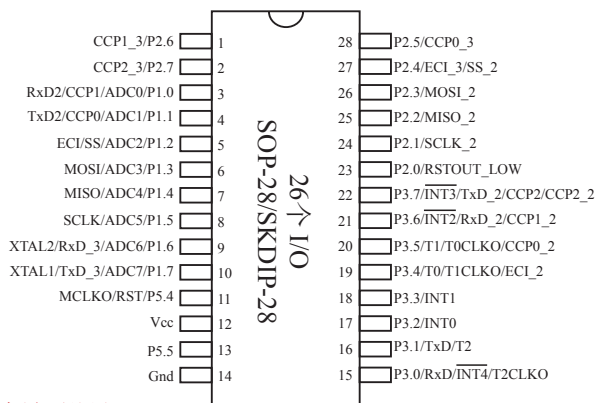 CCP1_3/P2.6 1
CCP2_3/P2.7 2
RxD2/CCP1/ADC0/P1.0 3
TxD2/CCP0/ADC1/P1.1 4
ECI/SS/ADC2/P1.2 5
MOSI/ADC3/P1.3 6
MISO/ADC4/P1.4 7
SCLK/ADC5/P1.5 8
XTAL2/RxD_3/ADC6/P1.6 9
XTAL1/TxD_3/ADC7/P1.7 10
MCLKO/RST/P5.4 11
Vcc 12
P5.5 13
Gnd 14
26个 I/O
SOP-28/SKDIP-28
28 P2.5/CCP0_3
27 P2.4/ECI_3/SS_2
26 P2.3/MOSI_2
25 P2.2/MISO_2
24 P2.1/SCLK_2
23 P2.0/RSTOUT_LOW
22 P3.7/INT3/TxD_2/CCP2/CCP2_2
21 P3.6/INT2/RxD_2/CCP1_2
20 P3.5/T1/T0CLKO/CCP0_2
19 P3.4/T0/T1CLKO/ECI_2
18 P3.3/INT1
17 P3.2/INT0
16 P3.1/TxD/T2
15 P3.0/RxD/INT4/T2CLKO